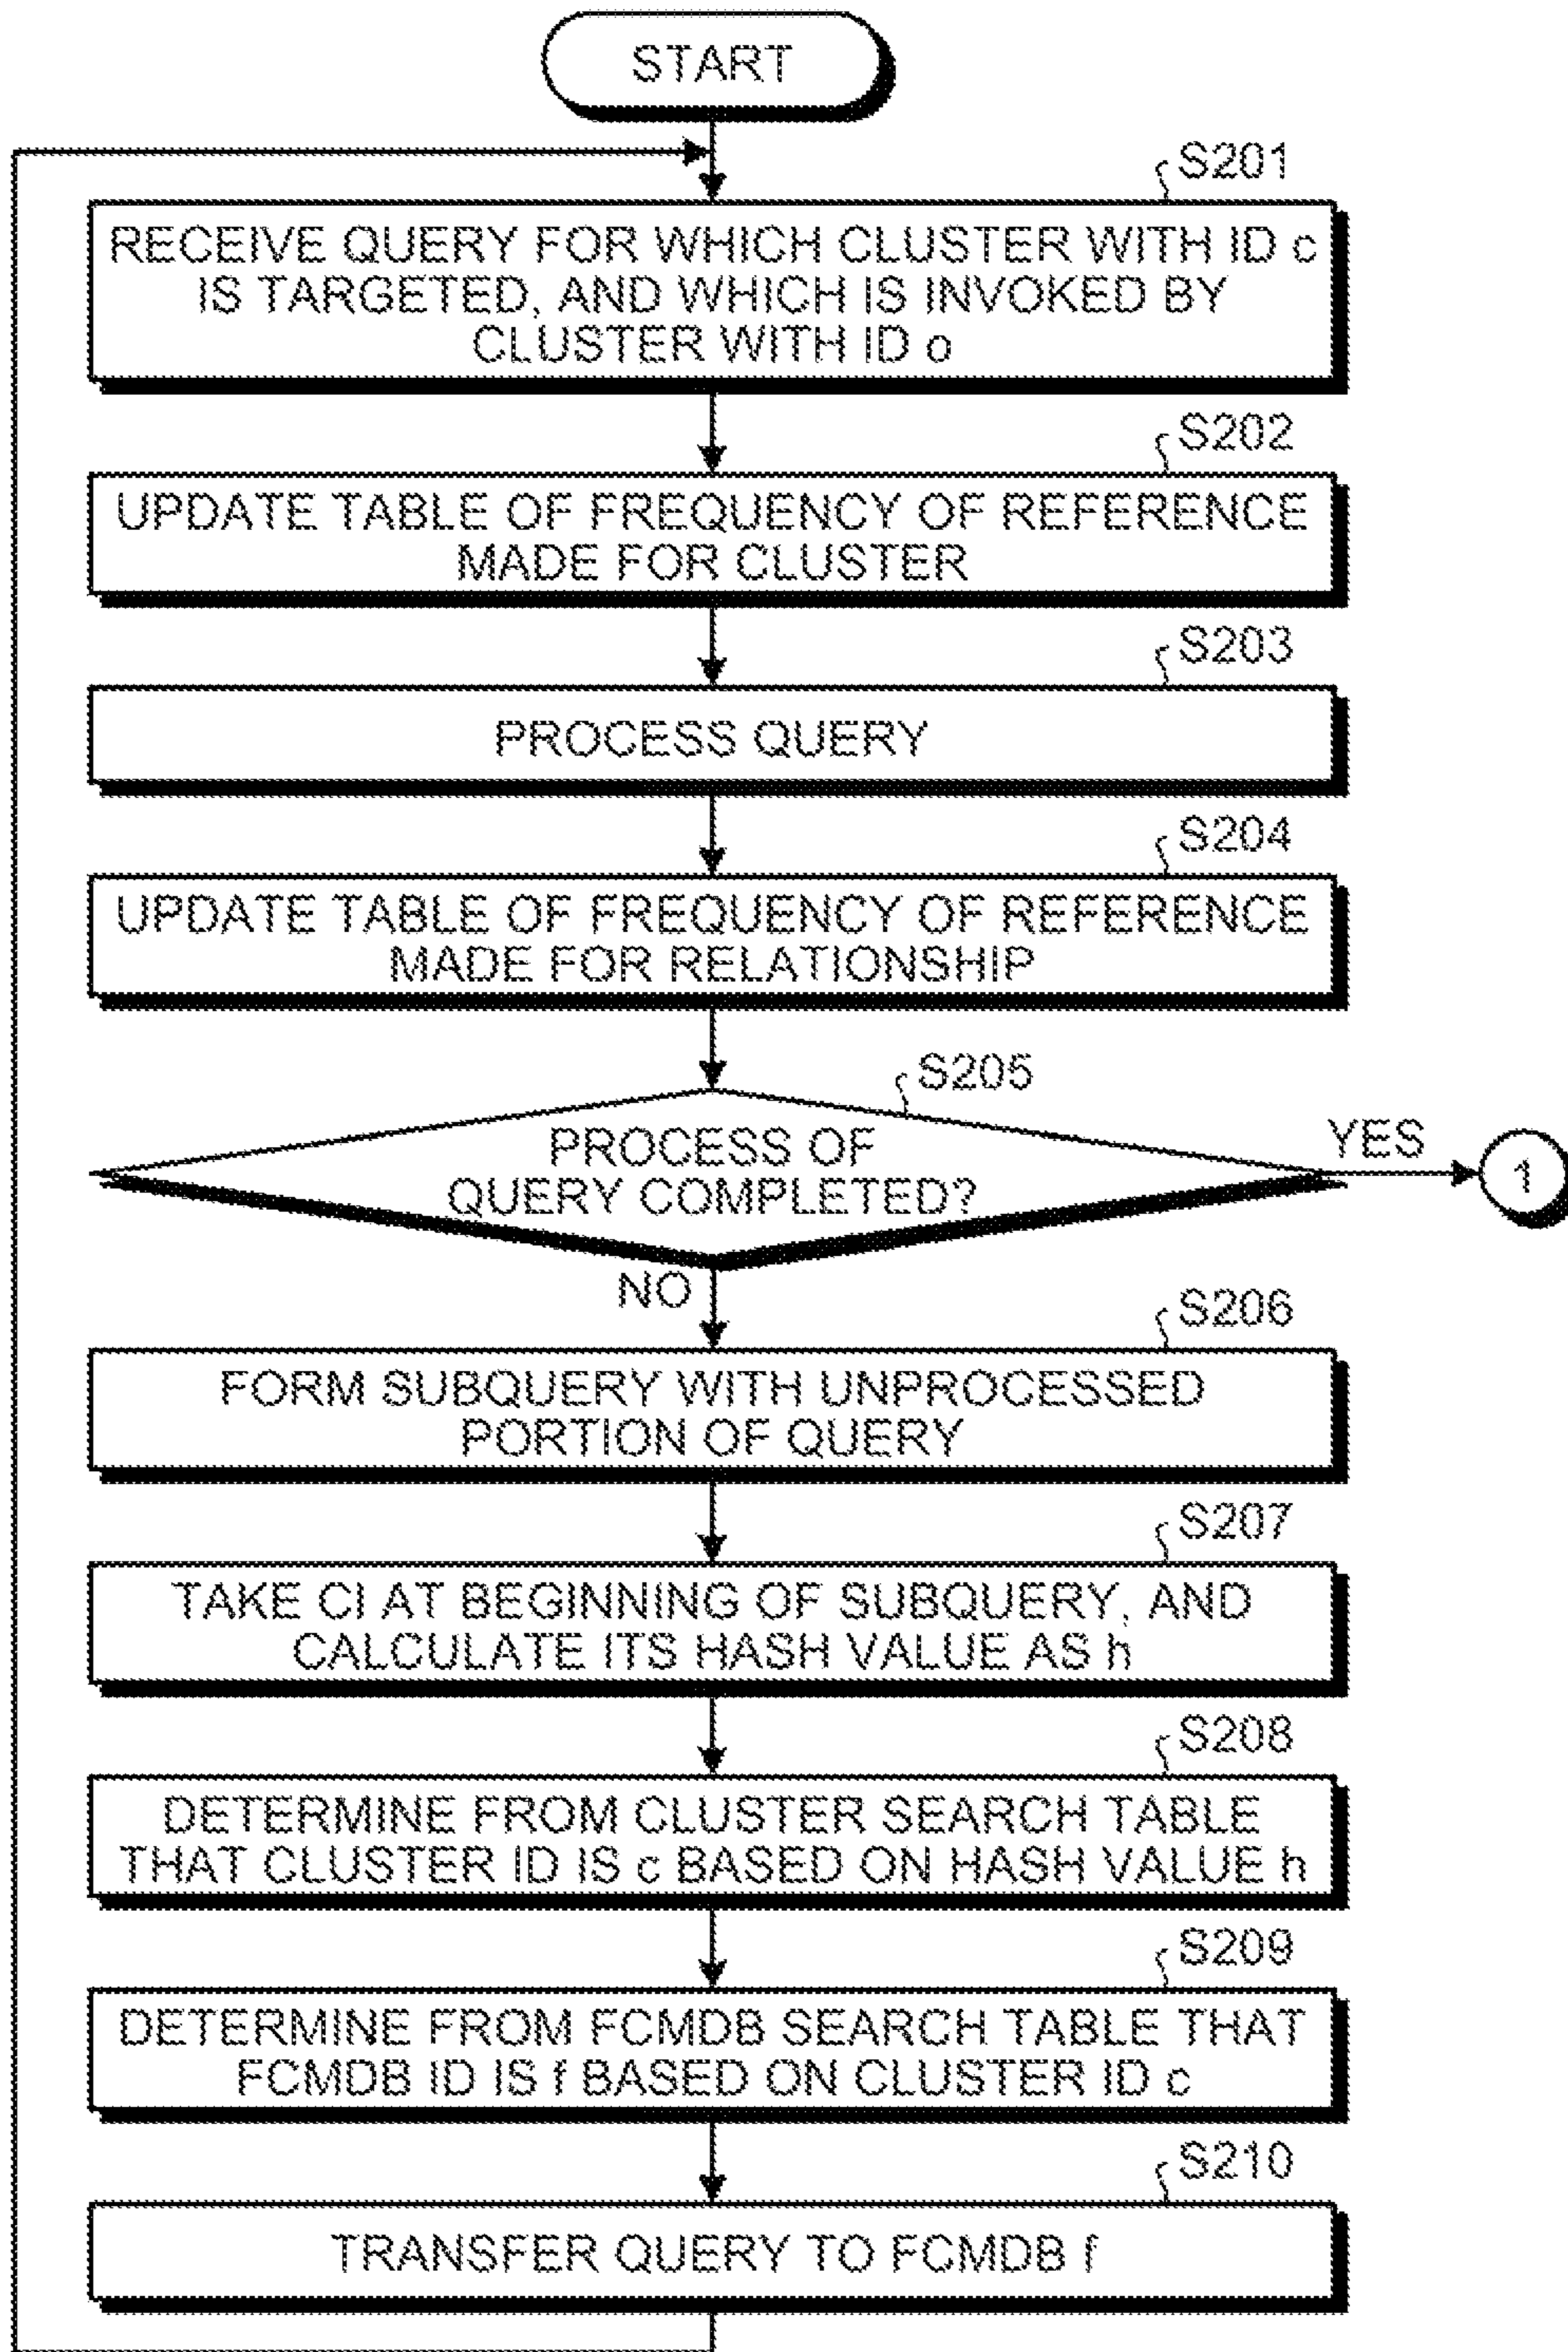 START
S201
RECEIVE QUERY FOR WHICH CLUSTER WITH ID c
IS TARGETED, AND WHICH IS INVOKED BY
CLUSTER WITH ID o
S202
UPDATE TABLE OF FREQUENCY OF REFERENCE
MADE FOR CLUSTER
S203
PROCESS QUERY
S204
UPDATE TABLE OF FREQUENCY OF REFERENCE
MADE FOR RELATIONSHIP
S205
PROCESS OF
QUERY COMPLETED?
YES
1
NO
S206
FORM SUBQUERY WITH UNPROCESSED
PORTION OF QUERY
S207
TAKE CI AT BEGINNING OF SUBQUERY, AND
CALCULATE ITS HASH VALUE AS h
S208
DETERMINE FROM CLUSTER SEARCH TABLE
THAT CLUSTER ID IS c BASED ON HASH VALUE h
S209
DETERMINE FROM FCMDB SEARCH TABLE THAT
FCMDB ID IS f BASED ON CLUSTER ID c
S210
TRANSFER QUERY TO FCMDB f